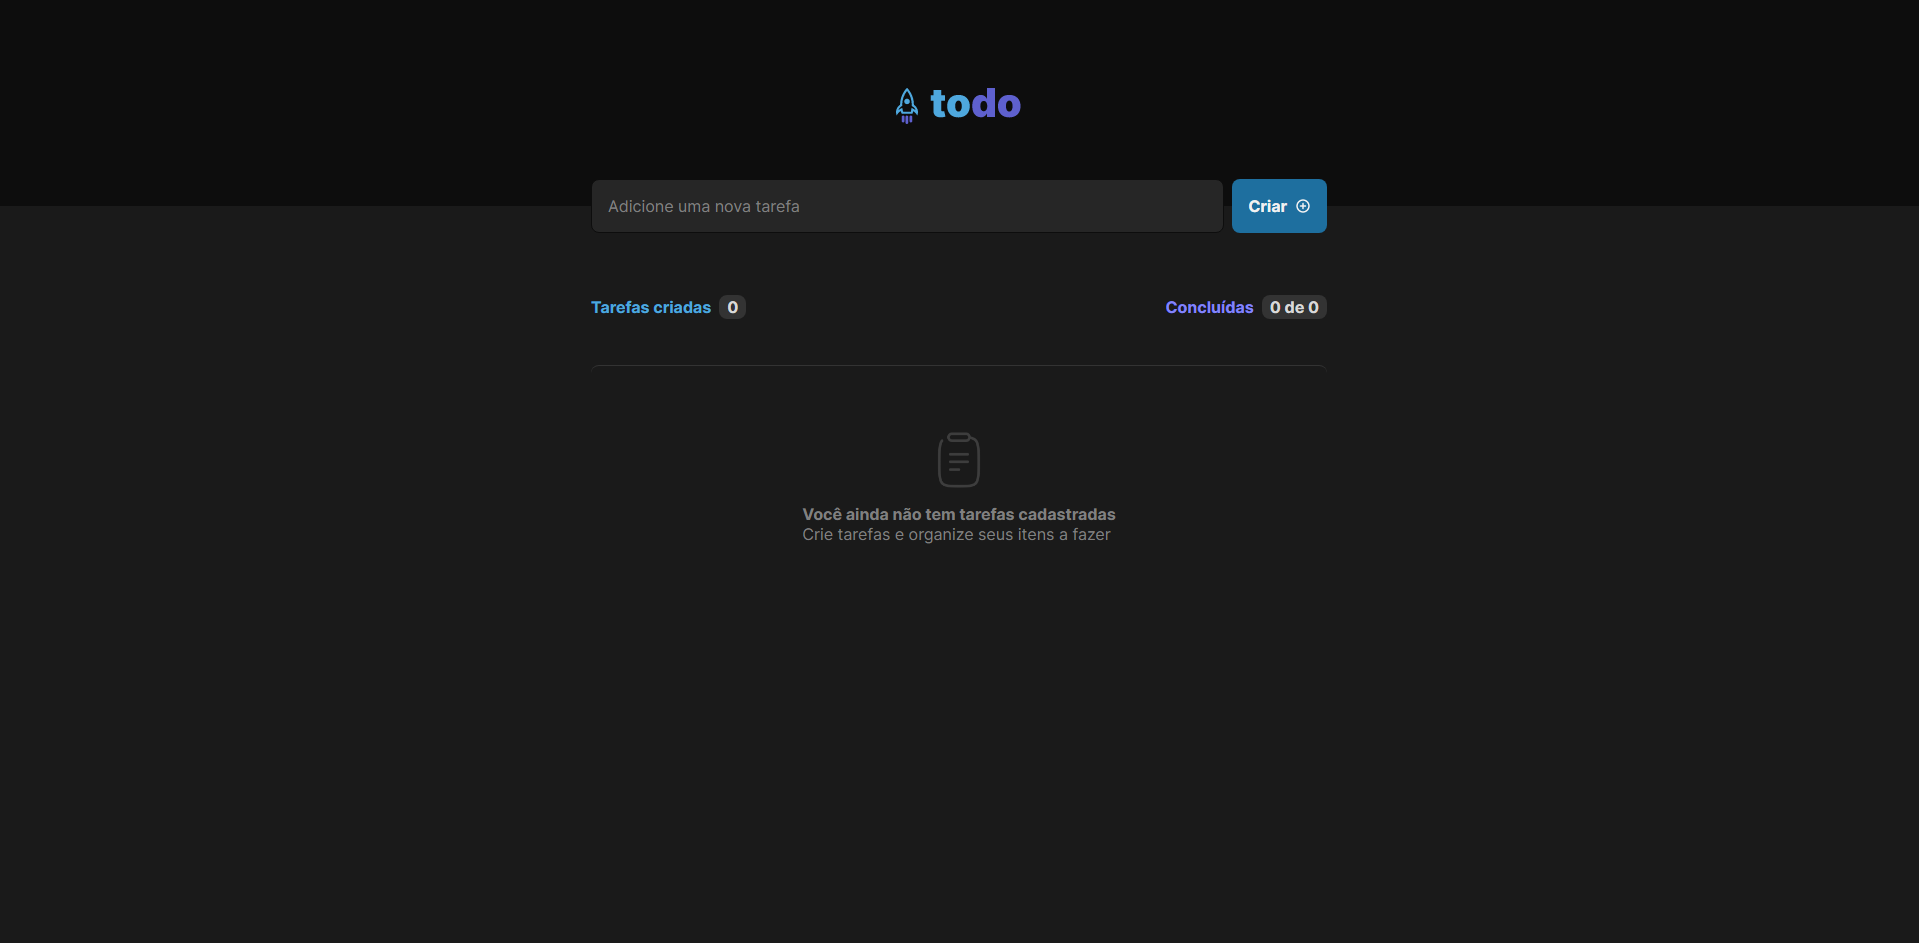 todo
Adicione uma nova tarefa
Criar
Tarefas criadas 0
Concluídas 0 de 0
Você ainda não tem tarefas cadastradas
Crie tarefas e organize seus itens a fazer